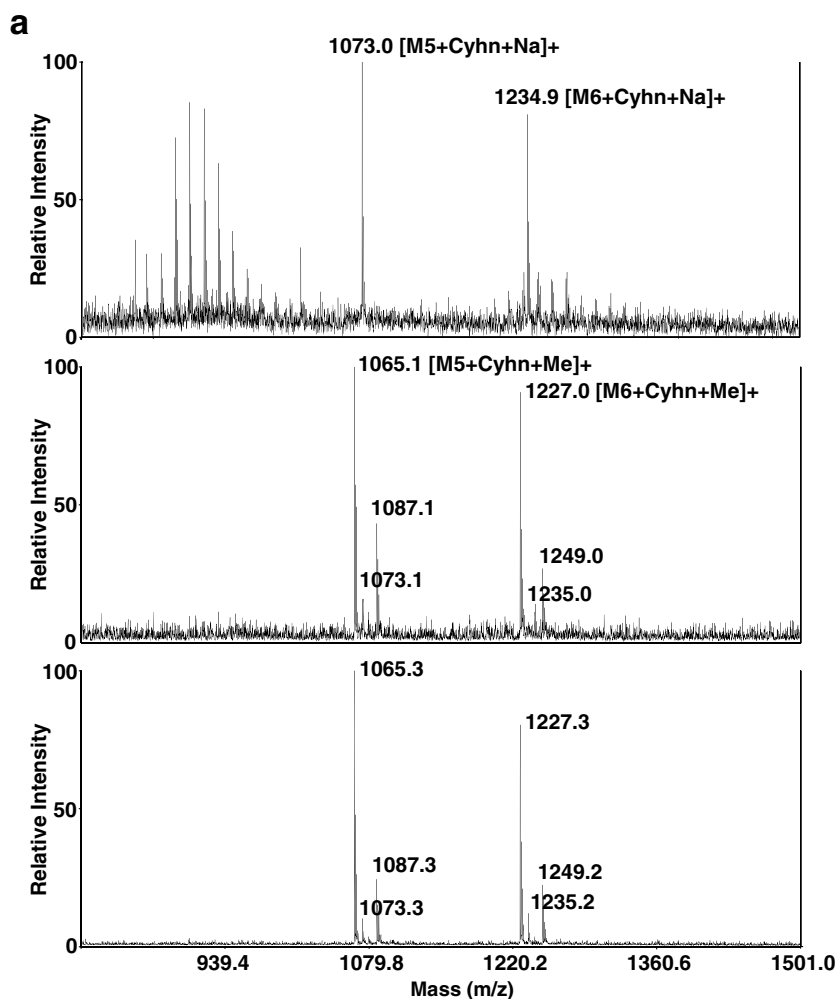 a
1073.0 [M5+Cyhn+Na]+
1234.9 [M6+Cyhn+Na]+
100
50
0
Relative Intensity
1065.1 [M5+Cyhn+Me]+
1227.0 [M6+Cyhn+Me]+
1087.1
1073.1
1249.0
1235.0
100
50
0
Relative Intensity
1065.3
1227.3
1087.3
1073.3
1249.2
1235.2
100
50
0
Relative Intensity
939.4 1079.8 1220.2 1360.6 1501.0
Mass (m/z)